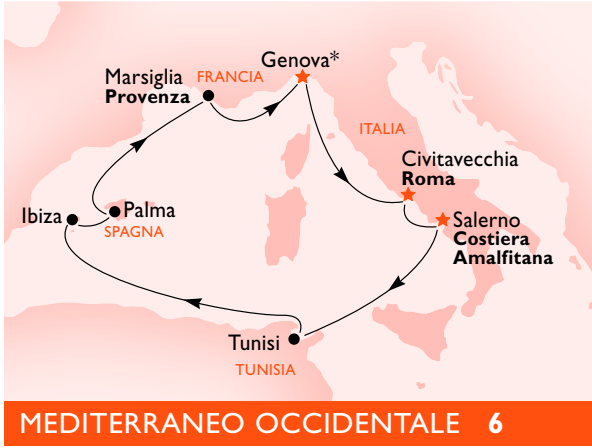 Genova*
Marsiglia
Provenza
FRANCIA
ITALIA
Civitavecchia
Roma
Ibiza
Palma
SPAGNA
Salerno
Costiera
Amalfitana
Tunisi
TUNISIA
MEDITERRANEO OCCIDENTALE 6